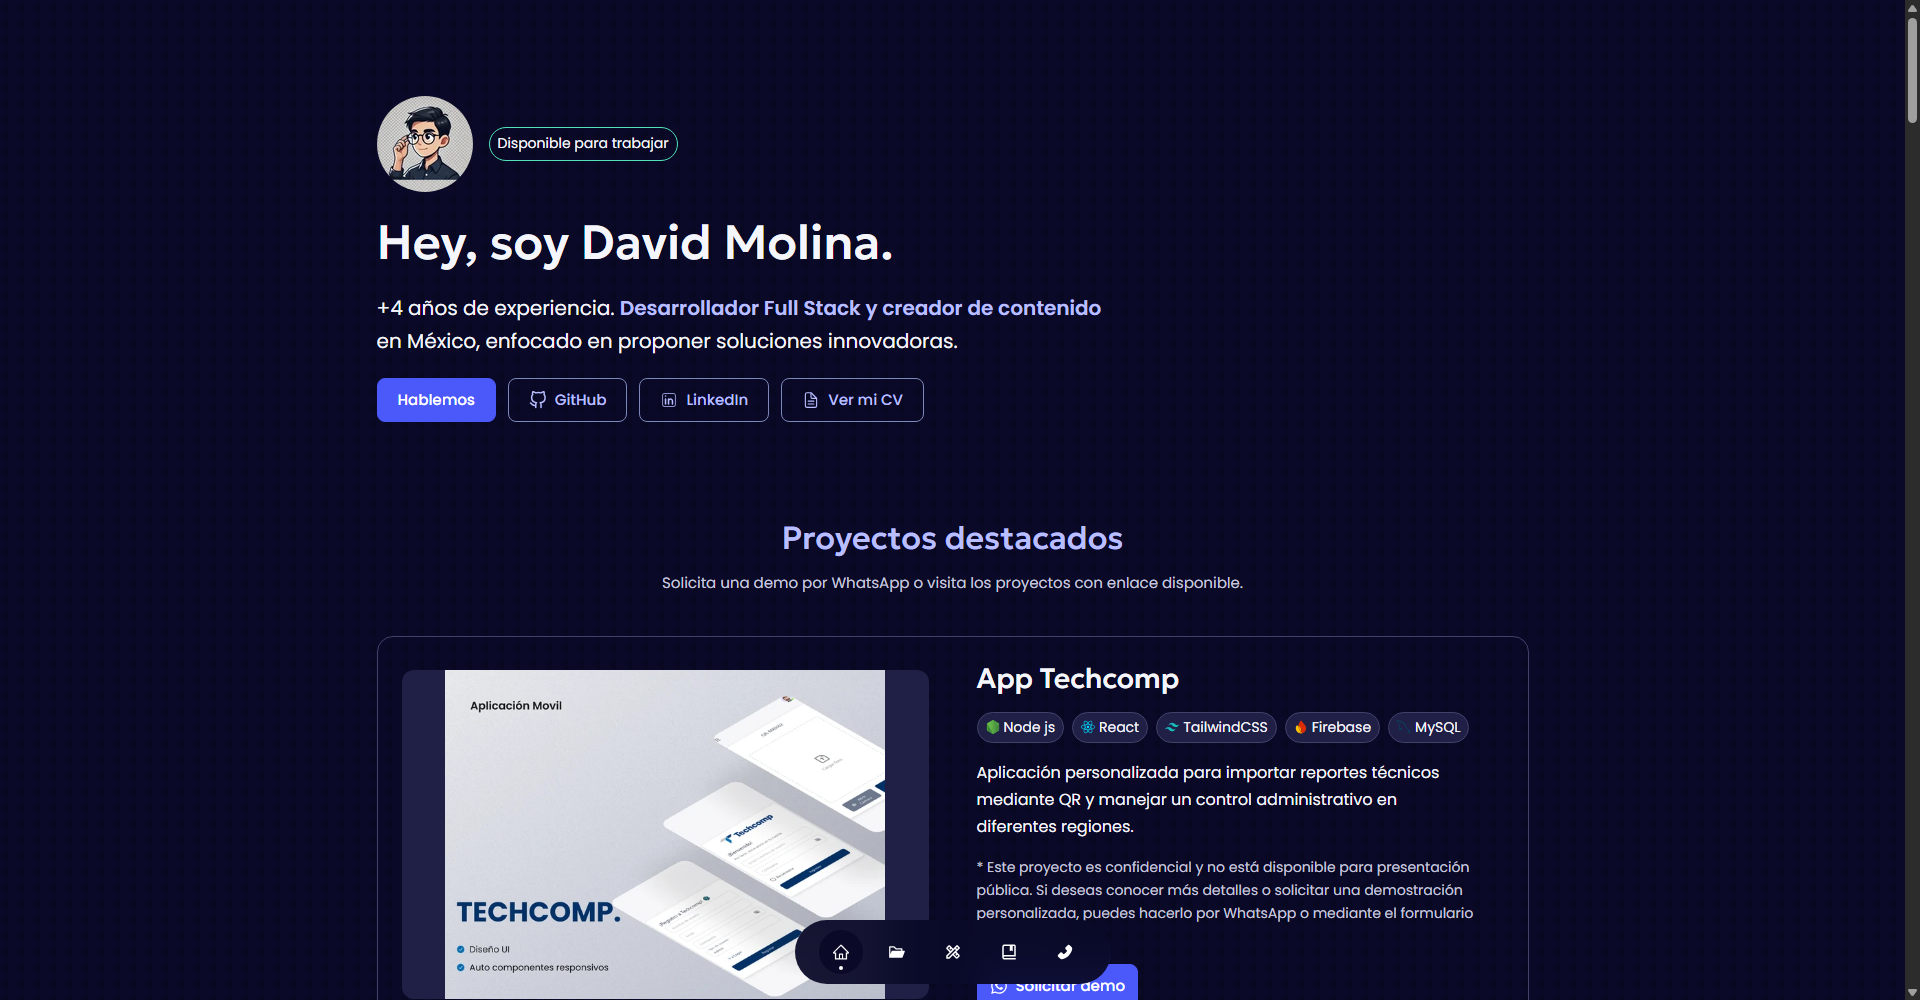 Disponible para trabajar
Hey, soy David Molina.
+4 años de experiencia. Desarrollador Full Stack y creador de contenido
en México, enfocado en proponer soluciones innovadoras.
Hablemos
GitHub
LinkedIn
Ver mi CV
Proyectos destacados
Solicita una demo por WhatsApp o visita los proyectos con enlace disponible.
Aplicación Movil
Techcomp
¡Bienvenido!
¡Registro a Techcomp!
TECHCOMP.
Diseño UI
Auto componentes responsivos
App Techcomp
Node js
React
TailwindCSS
Firebase
MySQL
Aplicación personalizada para importar reportes técnicos
mediante QR y manejar un control administrativo en
diferentes regiones.
* Este proyecto es confidencial y no está disponible para presentación
pública. Si deseas conocer más detalles o solicitar una demostración
personalizada, puedes hacerlo por WhatsApp o mediante el formulario
Solicitar demo